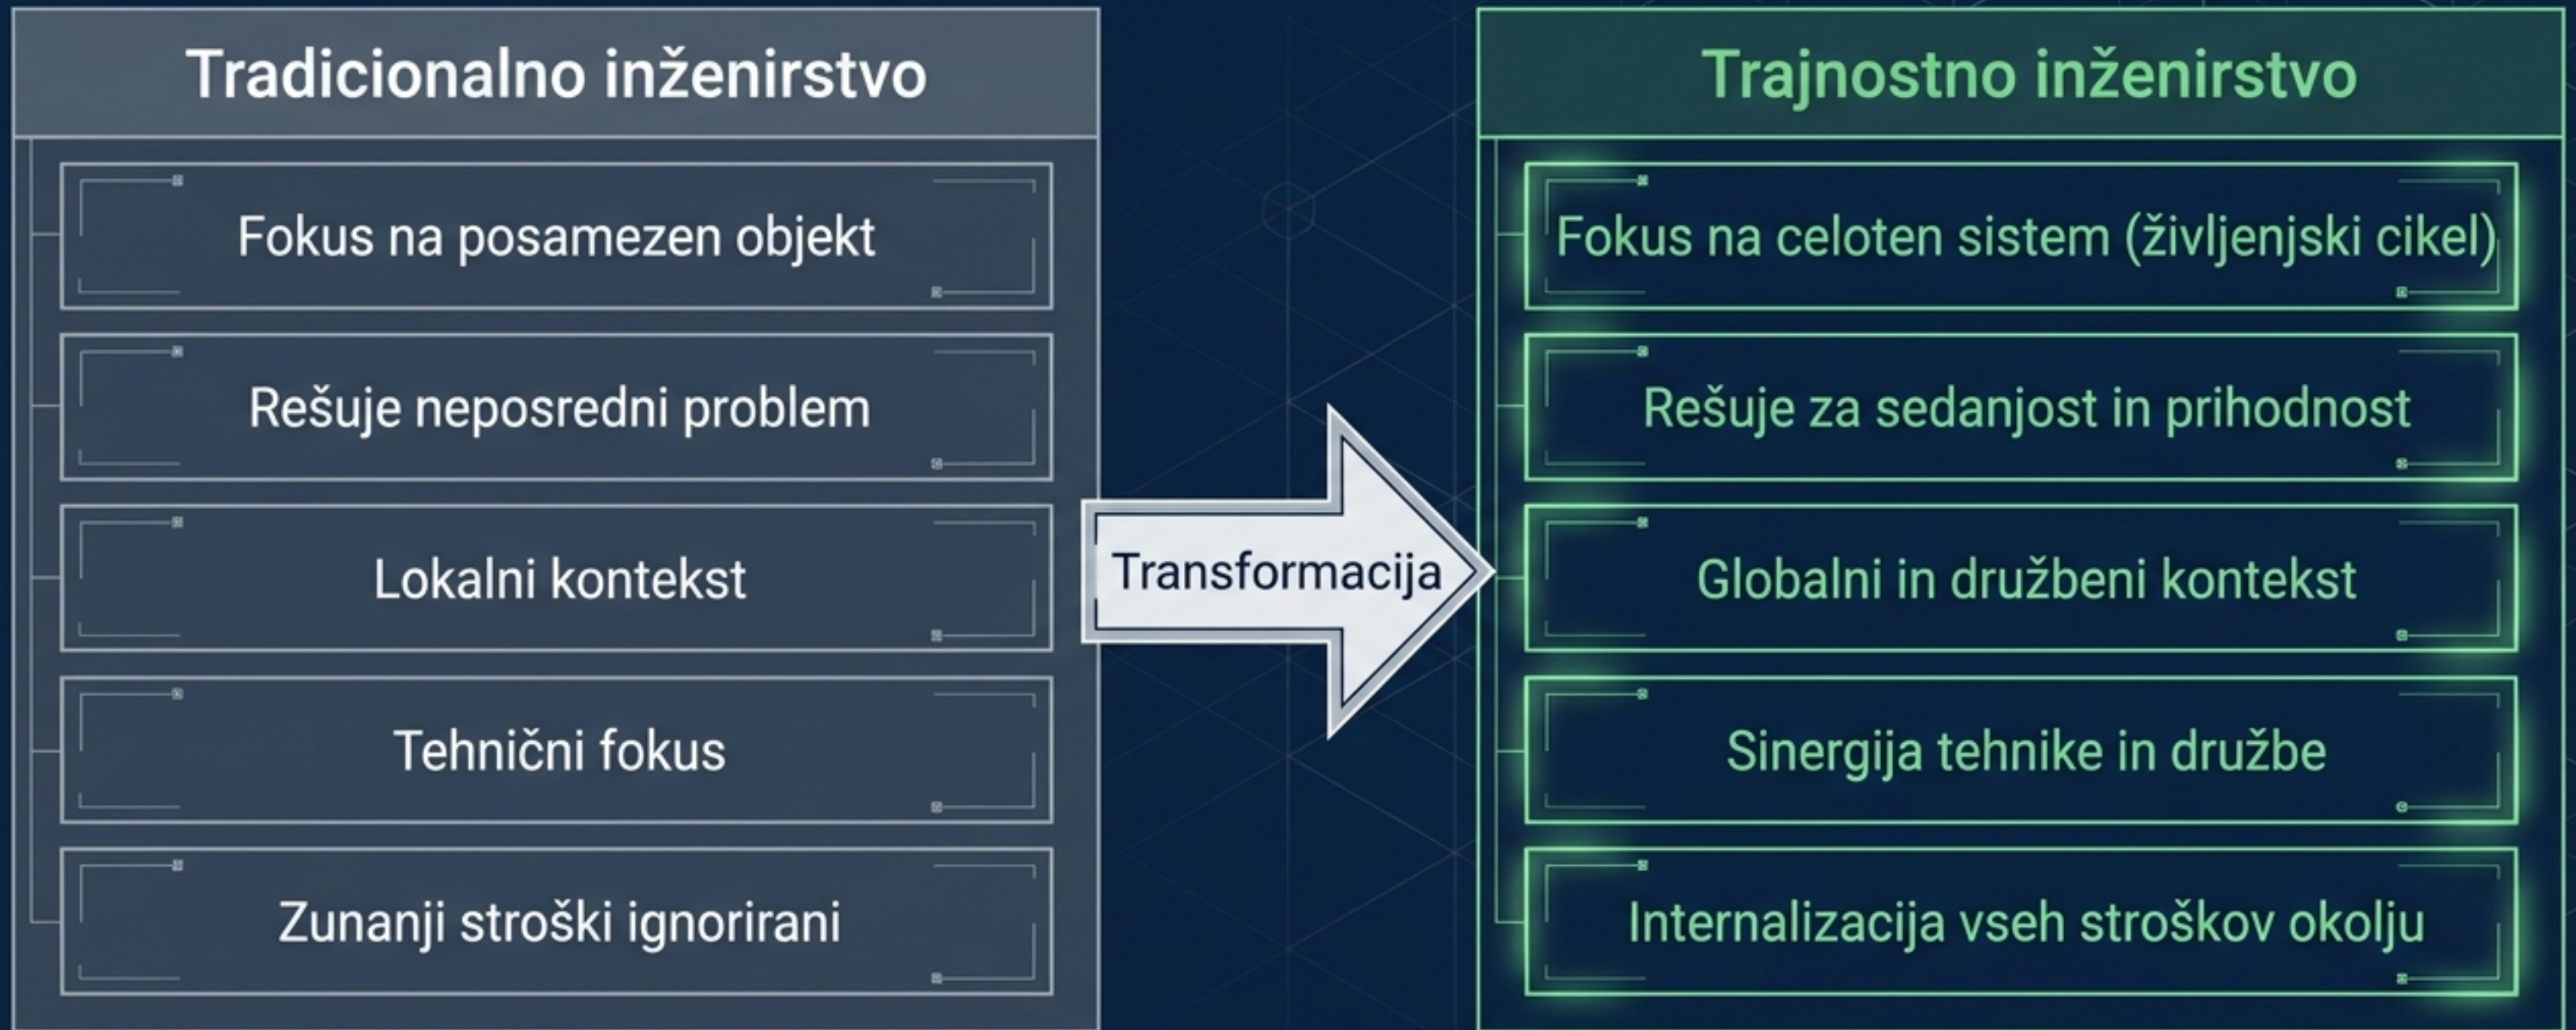 Tradicionalno inženirstvo
Fokus na posamezen objekt
Rešuje neposredni problem
Lokalni kontekst
Tehnični fokus
Zunanji stroški ignorirani
Transformacija
Trajnostno inženirstvo
Fokus na celoten sistem (življenjski cikel)
Rešuje za sedanjost in prihodnost
Globalni in družbeni kontekst
Sinergija tehnike in družbe
Internalizacija vseh stroškov okolju